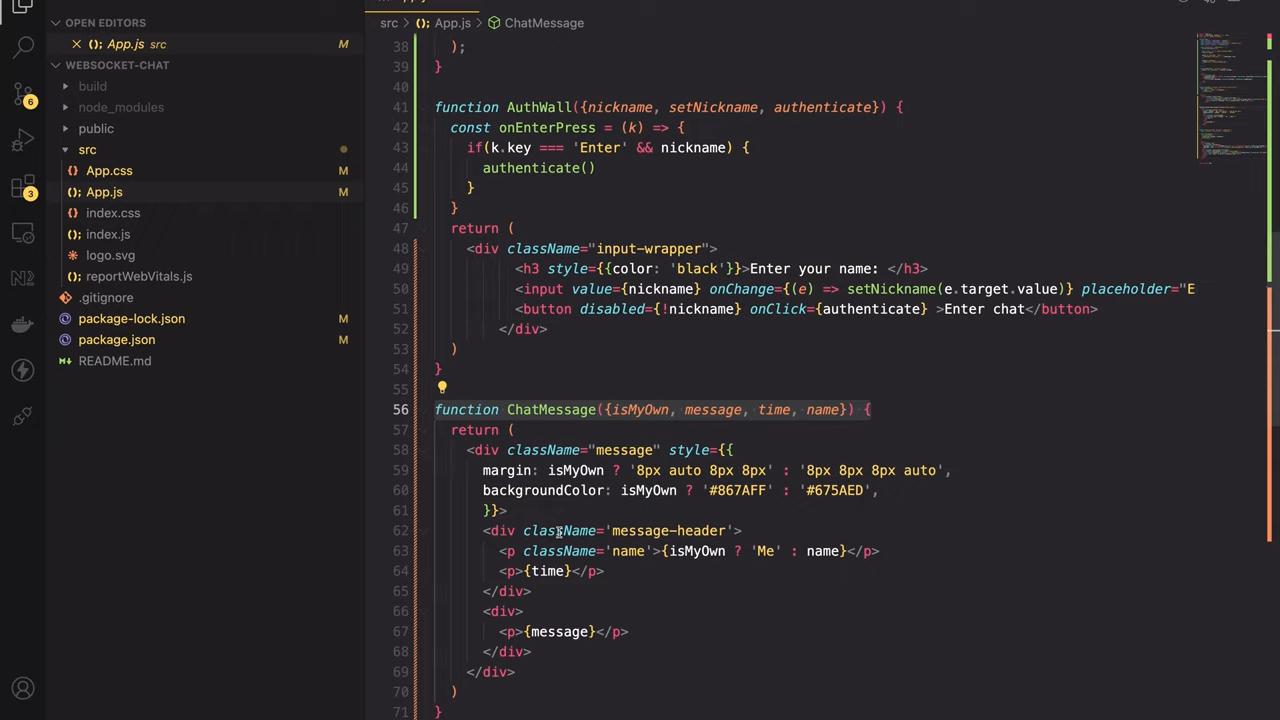 OPEN EDITORS
App.js src M
WEBSOCKET-CHAT
build
node_modules
public
src
App.css M
App.js M
index.css
index.js
logo.svg
reportWebVitals.js
.gitignore
package-lock.json M
package.json M
README.md
6
3
src › App.js › ChatMessage
38 );
39 }
40
41 function AuthWall({nickname, setNickname, authenticate}) {
42 const onEnterPress = (k) => {
43 if(k.key === 'Enter' && nickname) {
44 authenticate()
45 }
46 }
47 return (
48 <div className="input-wrapper">
49 <h3 style={{color: 'black'}}>Enter your name: </h3>
50 <input value={nickname} onChange={(e) => setNickname(e.target.value)} placeholder="E
51 <button disabled={!nickname} onClick={authenticate} >Enter chat</button>
52 </div>
53 )
54 }
55
56 function ChatMessage({isMyOwn, message, time, name}) {
57 return (
58 <div className="message" style={{
59 margin: isMyOwn ? '8px auto 8px 8px' : '8px 8px 8px auto',
60 backgroundColor: isMyOwn ? '#867AFF' : '#675AED',
61 }}>
62 <div className='message-header'>
63 <p className='name'>{isMyOwn ? 'Me' : name}</p>
64 <p>{time}</p>
65 </div>
66 <div>
67 <p>{message}</p>
68 </div>
69 </div>
70 )
71 }